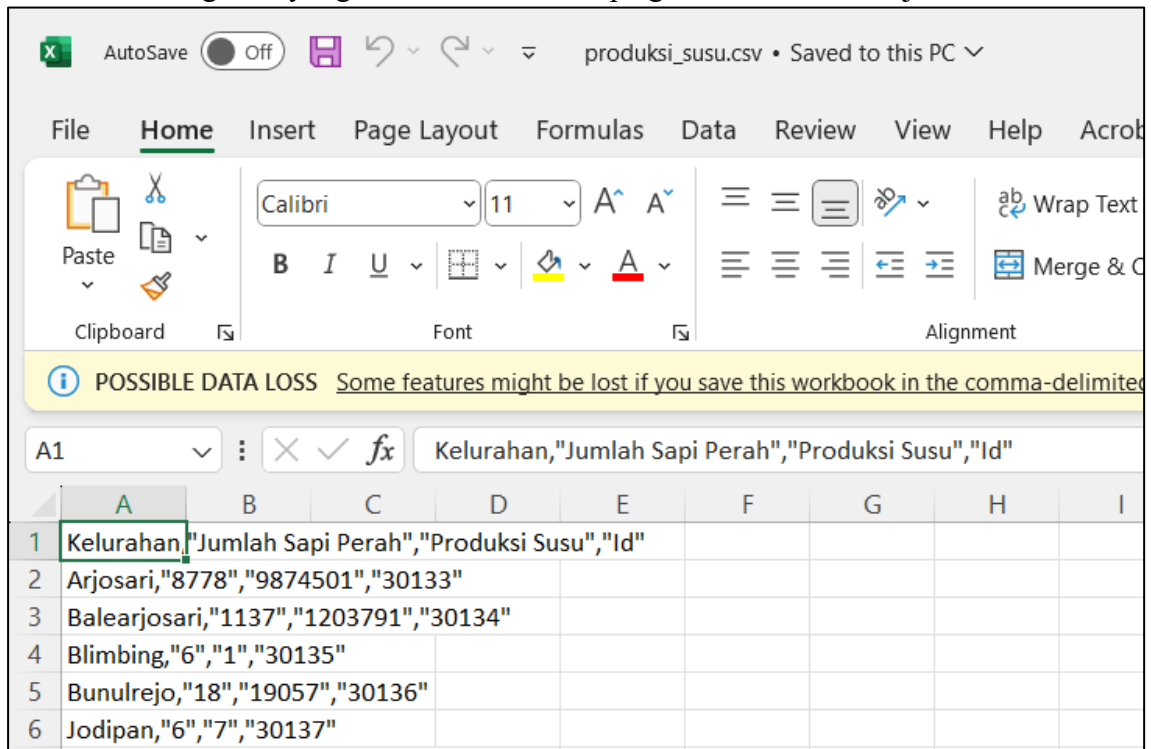 AutoSave Off produksi_susu.csv • Saved to this PC
File Home Insert Page Layout Formulas Data Review View Help Acrob
Paste Calibri 11 A^ A˅ ab Wrap Text
B I U A Merge & C
Clipboard Font Alignment
POSSIBLE DATA LOSS Some features might be lost if you save this workbook in the comma-delimited
A1 fx Kelurahan,"Jumlah Sapi Perah","Produksi Susu","Id"
A B C D E F G H I
1 Kelurahan,"Jumlah Sapi Perah","Produksi Susu","Id"
2 Arjosari,"8778","9874501","30133"
3 Balearjosari,"1137","1203791","30134"
4 Blimbing,"6","1","30135"
5 Bunulrejo,"18","19057","30136"
6 Jodipan,"6","7","30137"